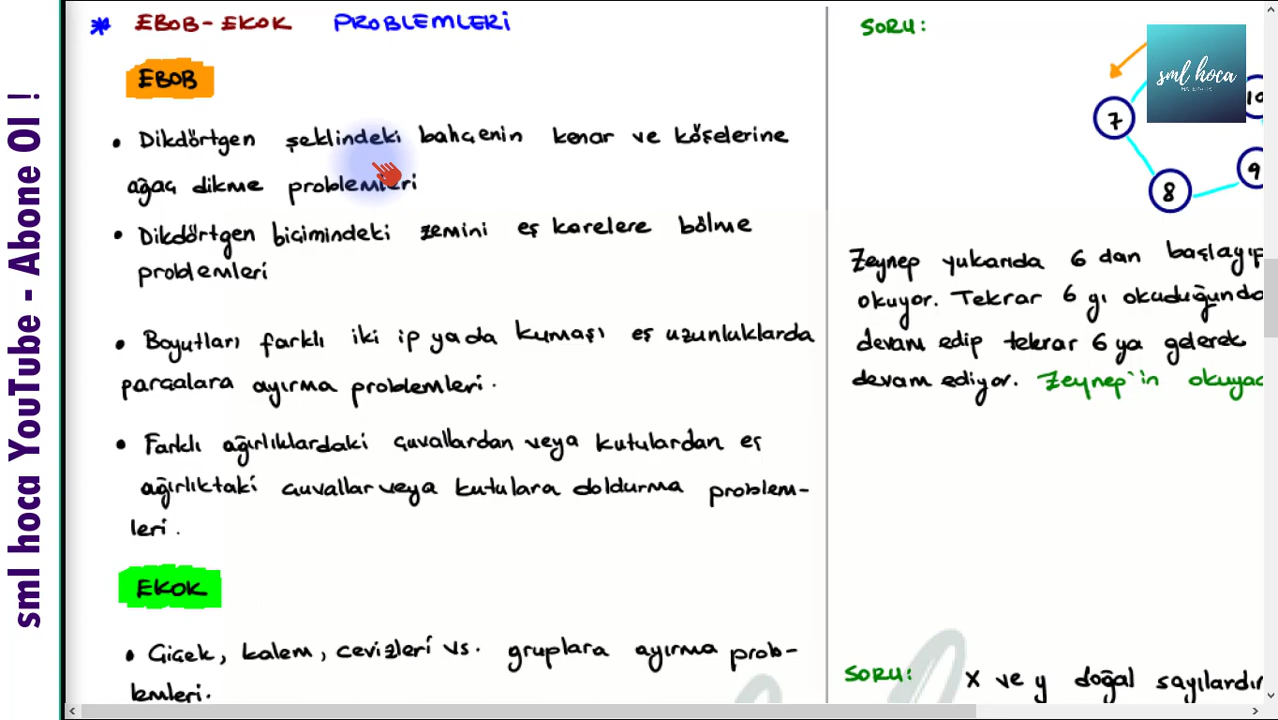 sml hoca YouTube - Abone Ol !
* EBOB - EKOK PROBLEMLERİ
EBOB
• Dikdörtgen şeklindeki bahçenin kenar ve köşelerine
ağaç dikme problemleri
• Dikdörtgen biçimindeki zemini eş karelere bölme
problemleri
• Boyutları farklı iki ip yada kumaşı eş uzunluklarda
parçalara ayırma problemleri.
• Farklı ağırlıklardaki çuvallardan veya kutulardan eş
ağırlıktaki çuvallar veya kutulara doldurma problem-
leri.
EKOK
• Çiçek, kalem, cevizleri vs. gruplara ayırma prob-
lemleri.
SORU:
sml hoca
7
10
8
9
Zeynep yukarıda 6 dan başlayıp
okuyor. Tekrar 6 yı okuduğunda
devam edip tekrar 6 ya gelerek
devam ediyor. Zeynep'in okuyac
SORU: x ve y doğal sayılardır